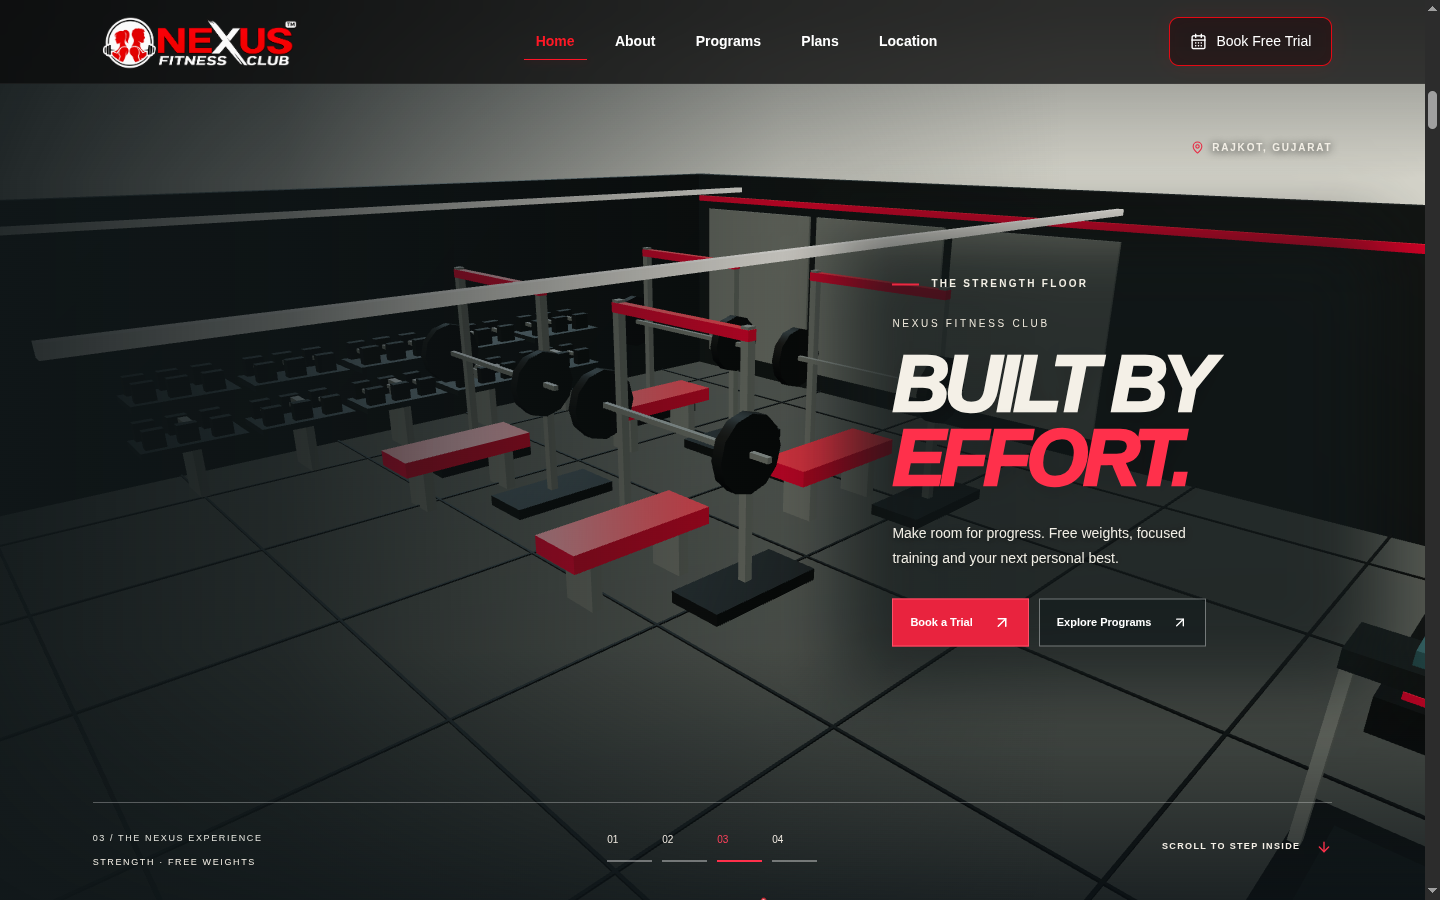 NEXUS
TM
FITNESS CLUB
Home
About
Programs
Plans
Location
Book Free Trial
RAJKOT, GUJARAT
THE STRENGTH FLOOR
NEXUS FITNESS CLUB
BUILT BY
EFFORT.
Make room for progress. Free weights, focused
training and your next personal best.
Book a Trial
Explore Programs
03 / THE NEXUS EXPERIENCE
STRENGTH · FREE WEIGHTS
01
02
03
04
SCROLL TO STEP INSIDE